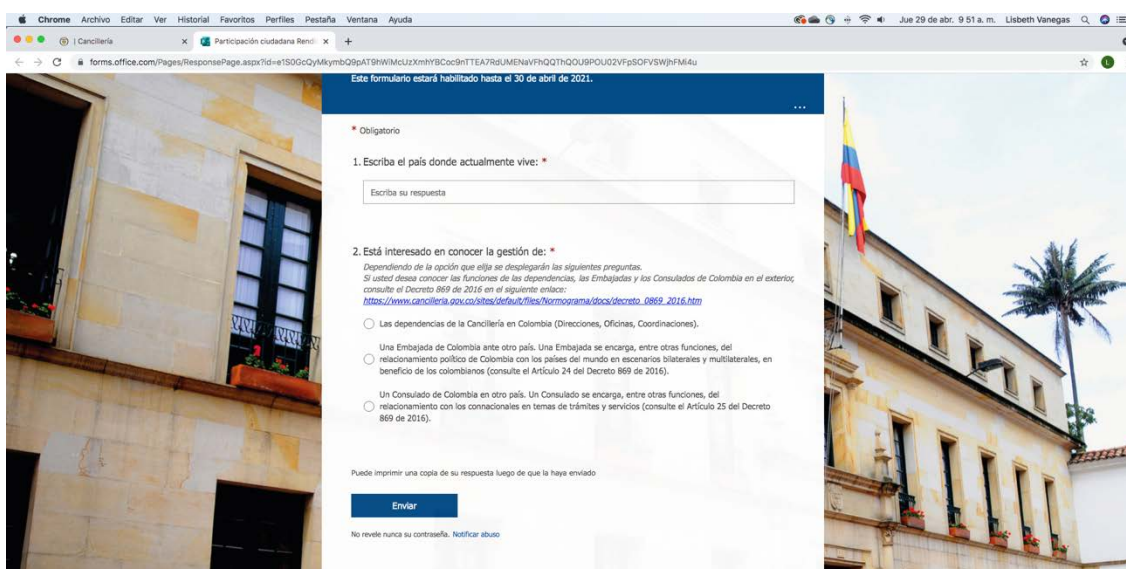 Chrome Archivo Editar Ver Historial Favoritos Perfiles Pestaña Ventana Ayuda
Jue 29 de abr. 9 51 a. m. Lisbeth Vanegas
| Cancillería
Participación ciudadana Rendi
forms.office.com/Pages/ResponsePage.aspx?id=
Este formulario estará habilitado hasta el 30 de abril de 2021.
...
* Obligatorio
1. Escriba el país donde actualmente vive: *
Escriba su respuesta
2. Está interesado en conocer la gestión de: *
Dependiendo de la opción que elija se desplegarán las siguientes preguntas.
Si usted desea conocer las funciones de las dependencias, las Embajadas y los Consulados de Colombia en el exterior,
consulte el Decreto 869 de 2016 en el siguiente enlace:
https://www.cancilleria.gov.co/sites/default/files/Normograma/docs/decreto_0869_2016.htm
Las dependencias de la Cancillería en Colombia (Direcciones, Oficinas, Coordinaciones).
Una Embajada de Colombia ante otro país. Una Embajada se encarga, entre otras funciones, del
relacionamiento político de Colombia con los países del mundo en escenarios bilaterales y multilaterales, en
beneficio de los colombianos (consulte el Artículo 24 del Decreto 869 de 2016).
Un Consulado de Colombia en otro país. Un Consulado se encarga, entre otras funciones, del
relacionamiento con los connacionales en temas de trámites y servicios (consulte el Artículo 25 del Decreto
869 de 2016).
Puede imprimir una copia de su respuesta luego de que la haya enviado
Enviar
No revele nunca su contraseña. Notificar abuso